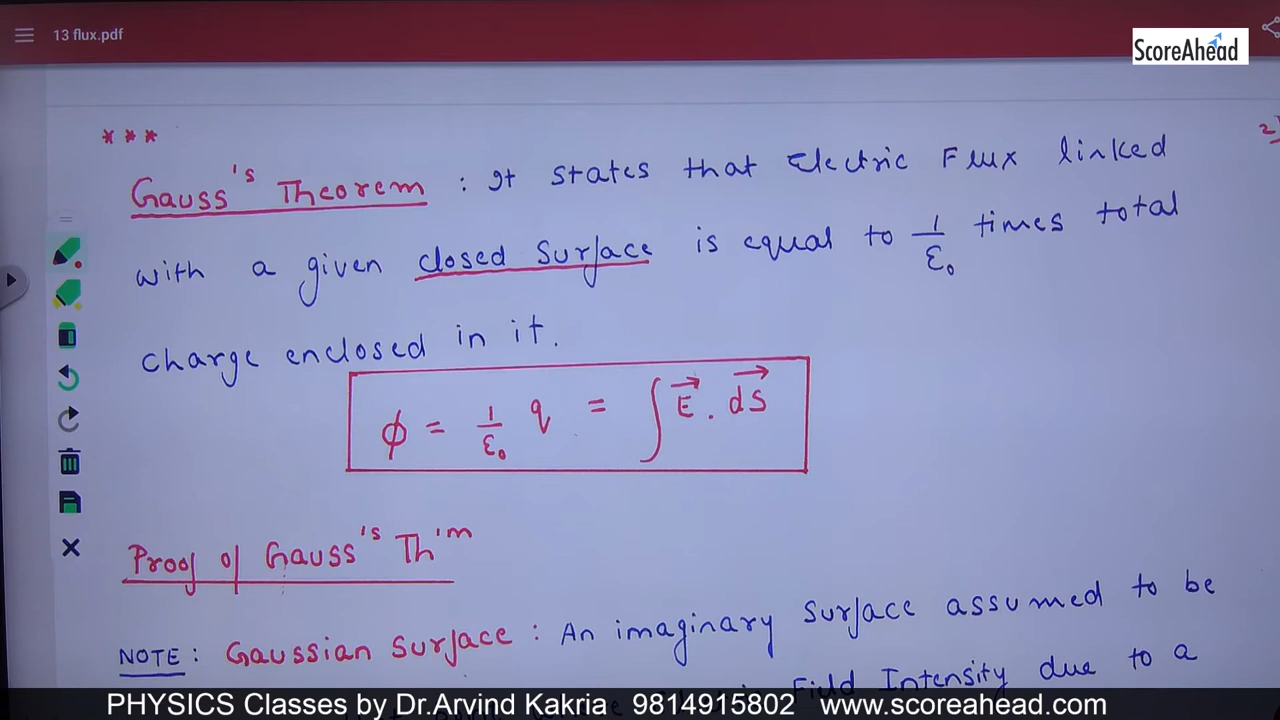 13 flux.pdf
ScoreAhead
***
Gauss's Theorem : It states that Electric Flux linked
with a given closed Surface is equal to 1/ε₀ times total
charge enclosed in it.
ϕ = 1/ε₀ q = ∫E⃗ . dS⃗
Proof of Gauss's Th'm
NOTE : Gaussian Surface : An imaginary Surface assumed to be
Field Intensity due to a
PHYSICS Classes by Dr.Arvind Kakria 9814915802 www.scoreahead.com